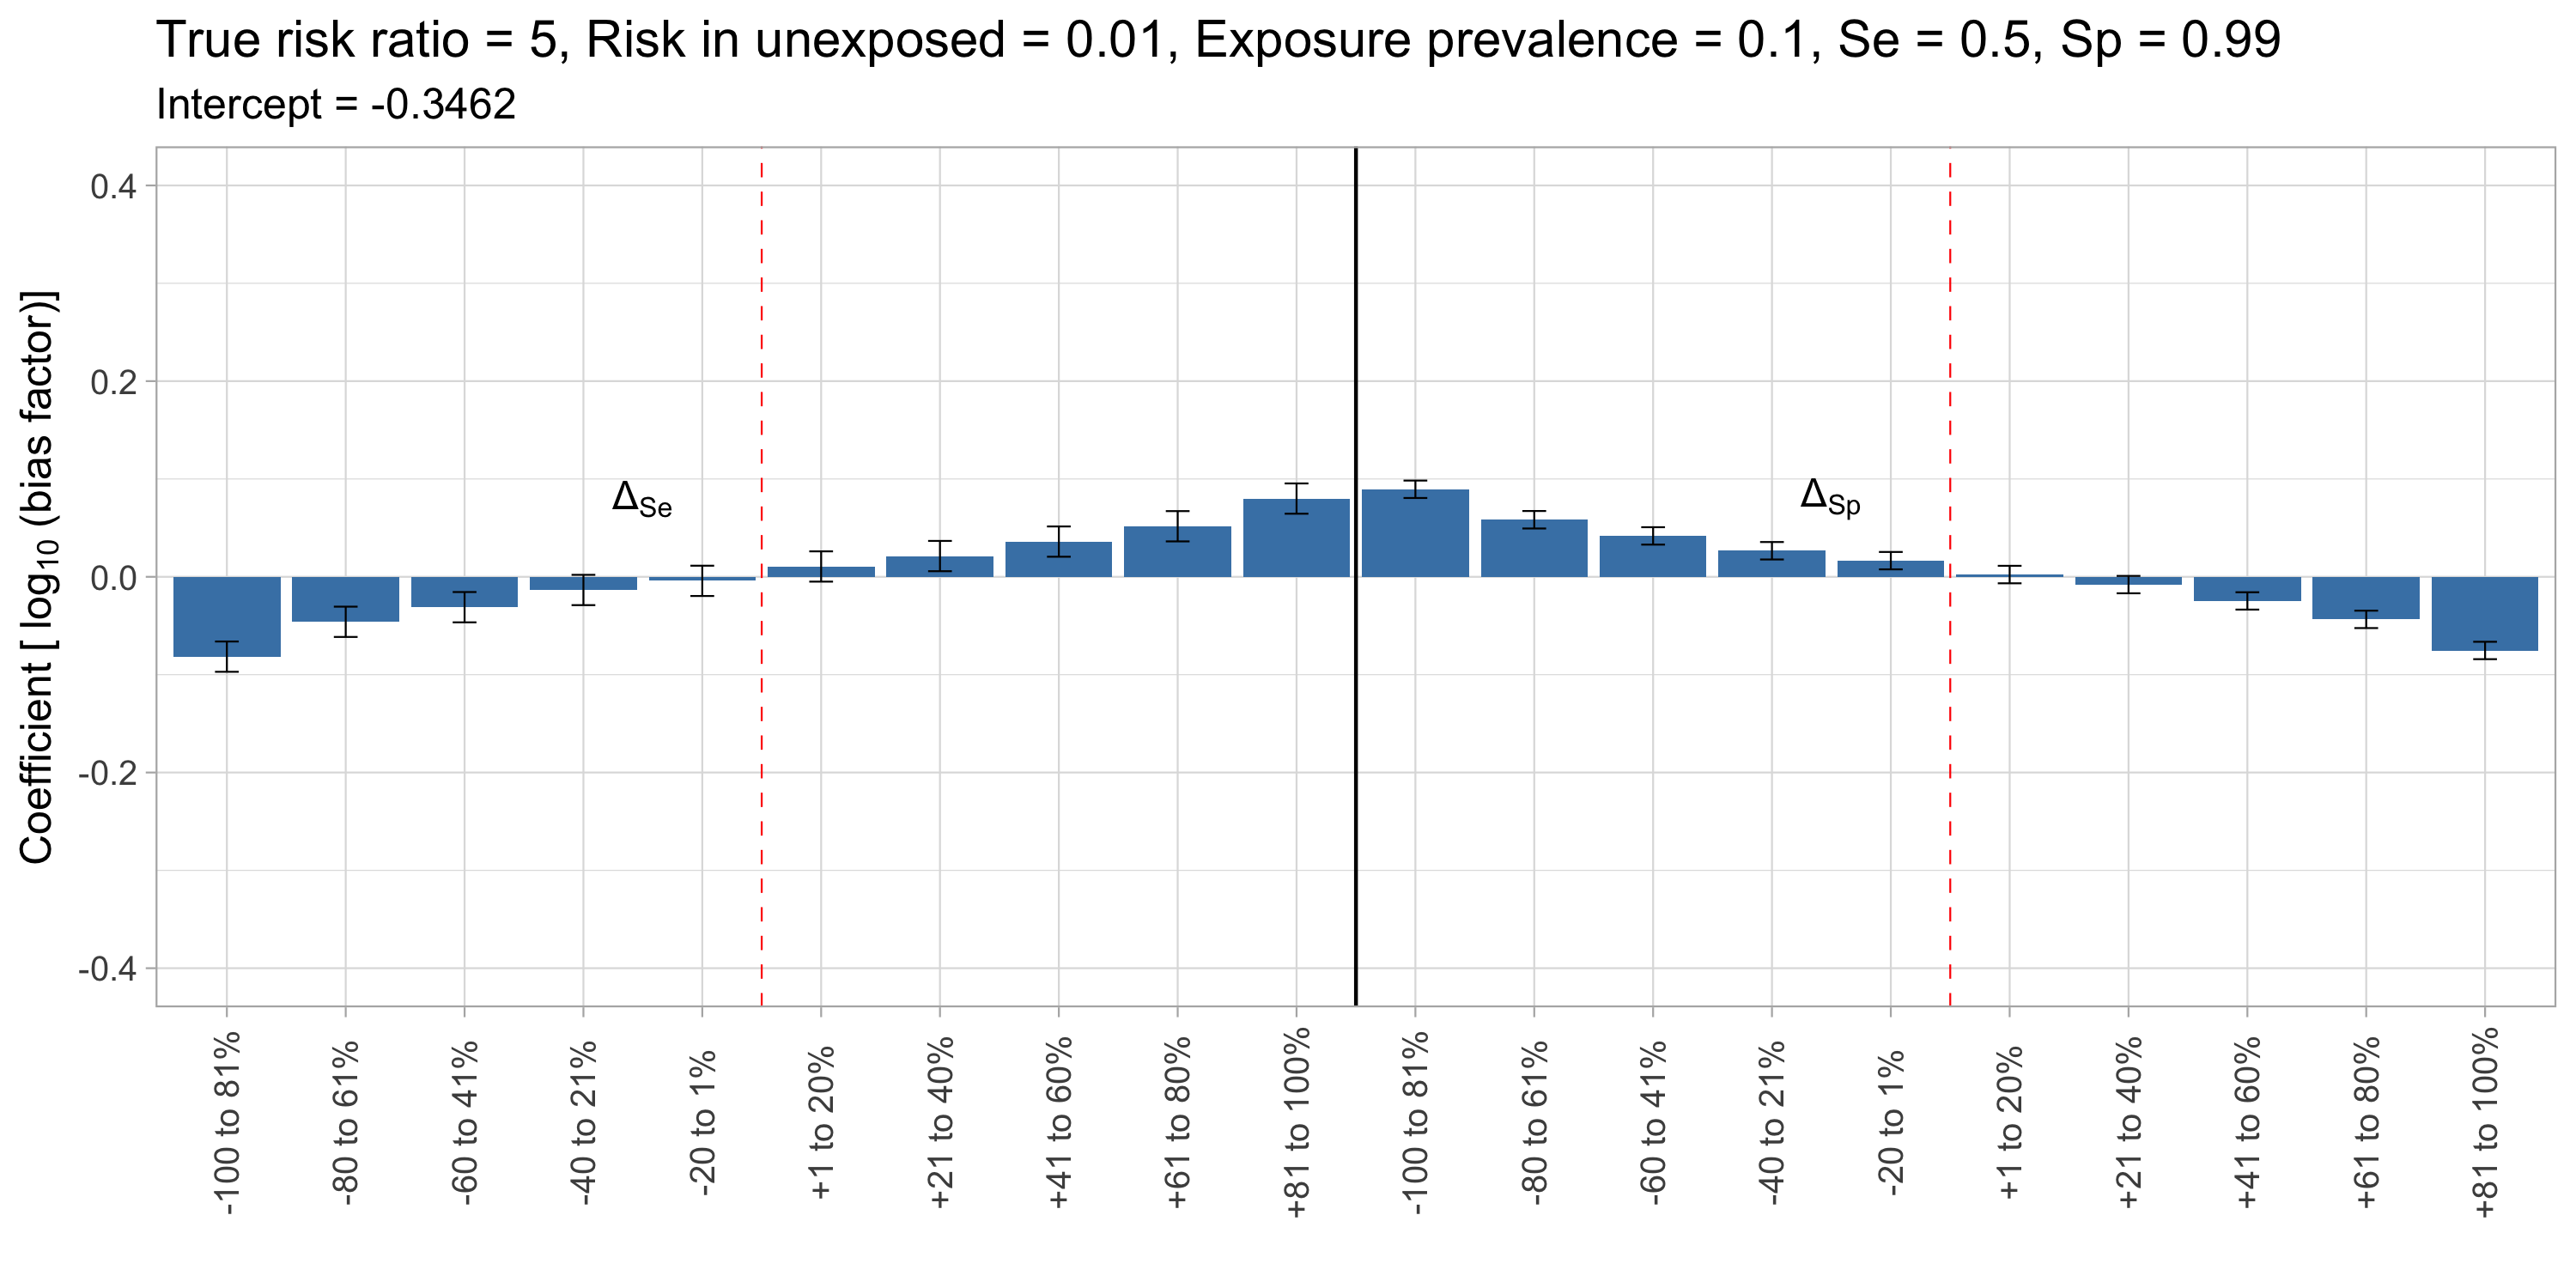 True risk ratio = 5, Risk in unexposed = 0.01, Exposure prevalence = 0.1, Se = 0.5, Sp = 0.99
Intercept = -0.3462
Coefficient [ log10 (bias factor)]
0.4
0.2
0.0
-0.2
-0.4
ΔSe
ΔSp
-100 to 81%
-80 to 61%
-60 to 41%
-40 to 21%
-20 to 1%
+1 to 20%
+21 to 40%
+41 to 60%
+61 to 80%
+81 to 100%
-100 to 81%
-80 to 61%
-60 to 41%
-40 to 21%
-20 to 1%
+1 to 20%
+21 to 40%
+41 to 60%
+61 to 80%
+81 to 100%